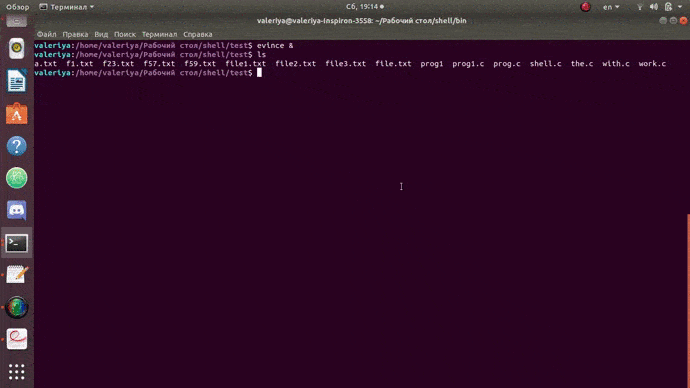 Обзор Терминал Сб, 19:14 en
valeriya@valeriya-Inspiron-3558: ~/Рабочий стол/shell/bin
Файл Правка Вид Поиск Терминал Справка
valeriya:/home/valeriya/Рабочий стол/shell/test$ evince &
valeriya:/home/valeriya/Рабочий стол/shell/test$ ls
a.txt f1.txt f23.txt f57.txt f59.txt file1.txt file2.txt file3.txt file.txt prog1 prog1.c prog.c shell.c the.c with.c work.c
valeriya:/home/valeriya/Рабочий стол/shell/test$